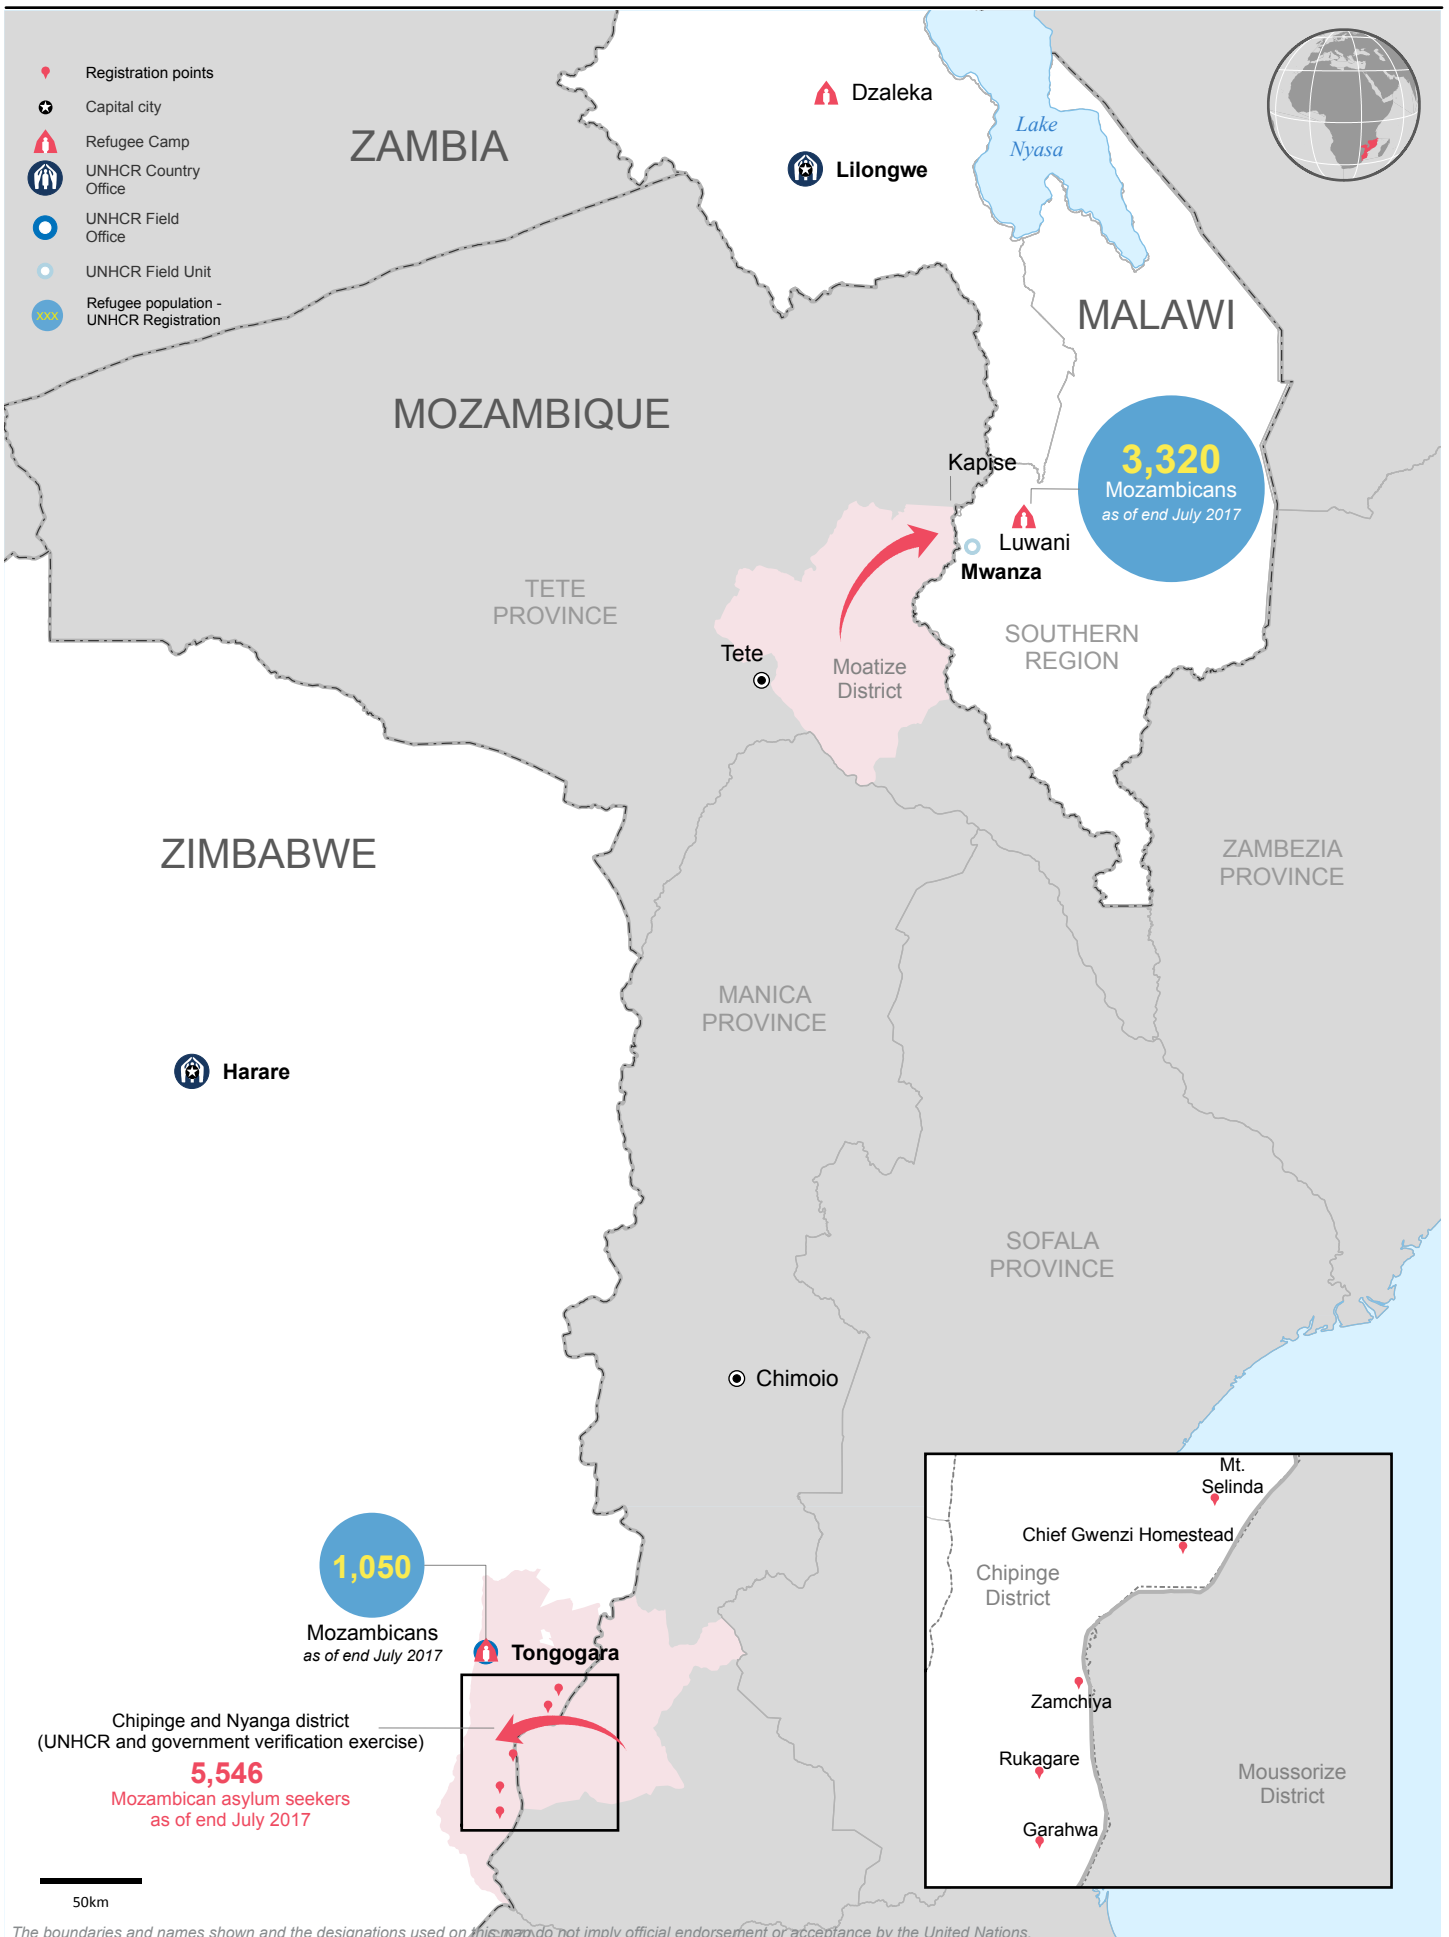 Registration points
Capital city
Refugee Camp
UNHCR Country
Office
UNHCR Field
Office
UNHCR Field Unit
xxx
Refugee population -
UNHCR Registration
ZAMBIA
Dzaleka
Lilongwe
Lake
Nyasa
MALAWI
MOZAMBIQUE
Kapise
3,320
Mozambicans
as of end July 2017
Luwani
Mwanza
TETE
PROVINCE
SOUTHERN
REGION
Tete
Moatize
District
ZIMBABWE
ZAMBEZIA
PROVINCE
MANICA
PROVINCE
Harare
SOFALA
PROVINCE
Chimoio
1,050
Mozambicans
as of end July 2017
Tongogara
Chipinge and Nyanga district
(UNHCR and government verification exercise)
5,546
Mozambican asylum seekers
as of end July 2017
Mt.
Selinda
Chief Gwenzi Homestead
Chipinge
District
Zamchiya
Rukagare
Moussorize
District
Garahwa
50km
The boundaries and names shown and the designations used on this map do not imply official endorsement or acceptance by the United Nations.